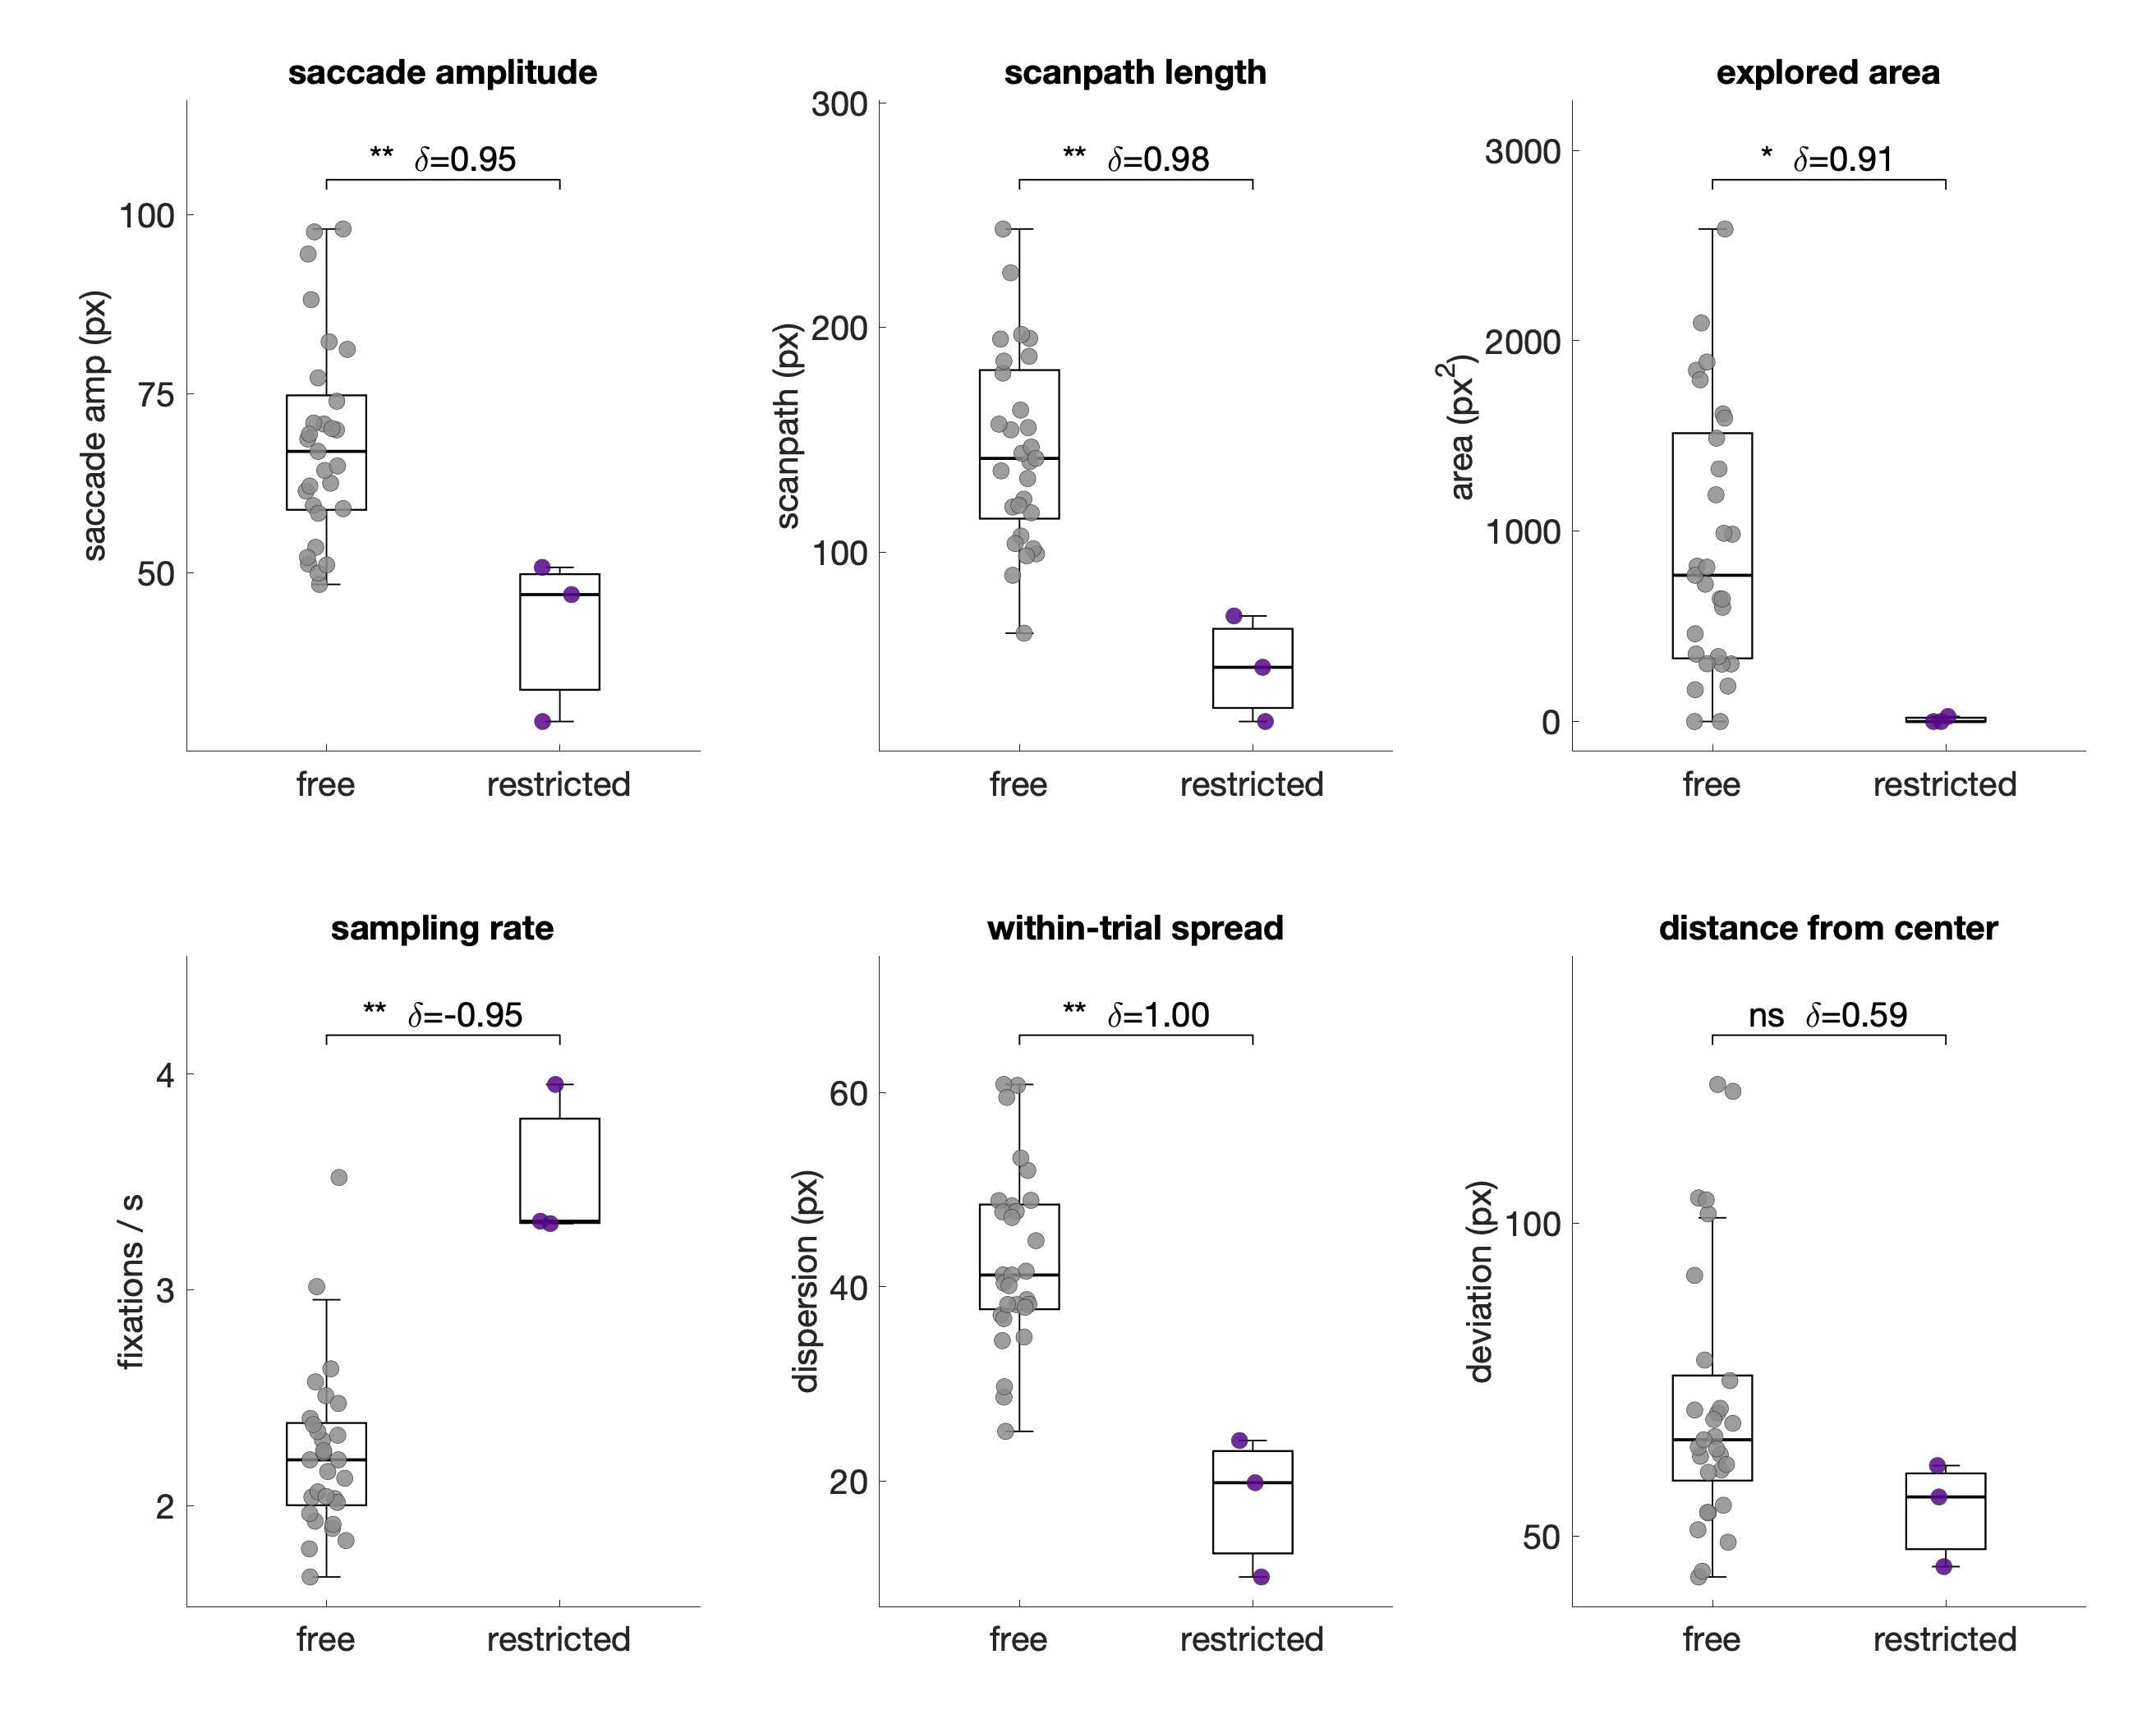 saccade amplitude
** δ=0.95
100
75
50
saccade amp (px)
free
restricted
scanpath length
** δ=0.98
300
200
100
scanpath (px)
free
restricted
explored area
* δ=0.91
3000
2000
1000
0
area (px²)
free
restricted
sampling rate
** δ=-0.95
4
3
2
fixations / s
free
restricted
within-trial spread
** δ=1.00
60
40
20
dispersion (px)
free
restricted
distance from center
ns δ=0.59
100
50
deviation (px)
free
restricted